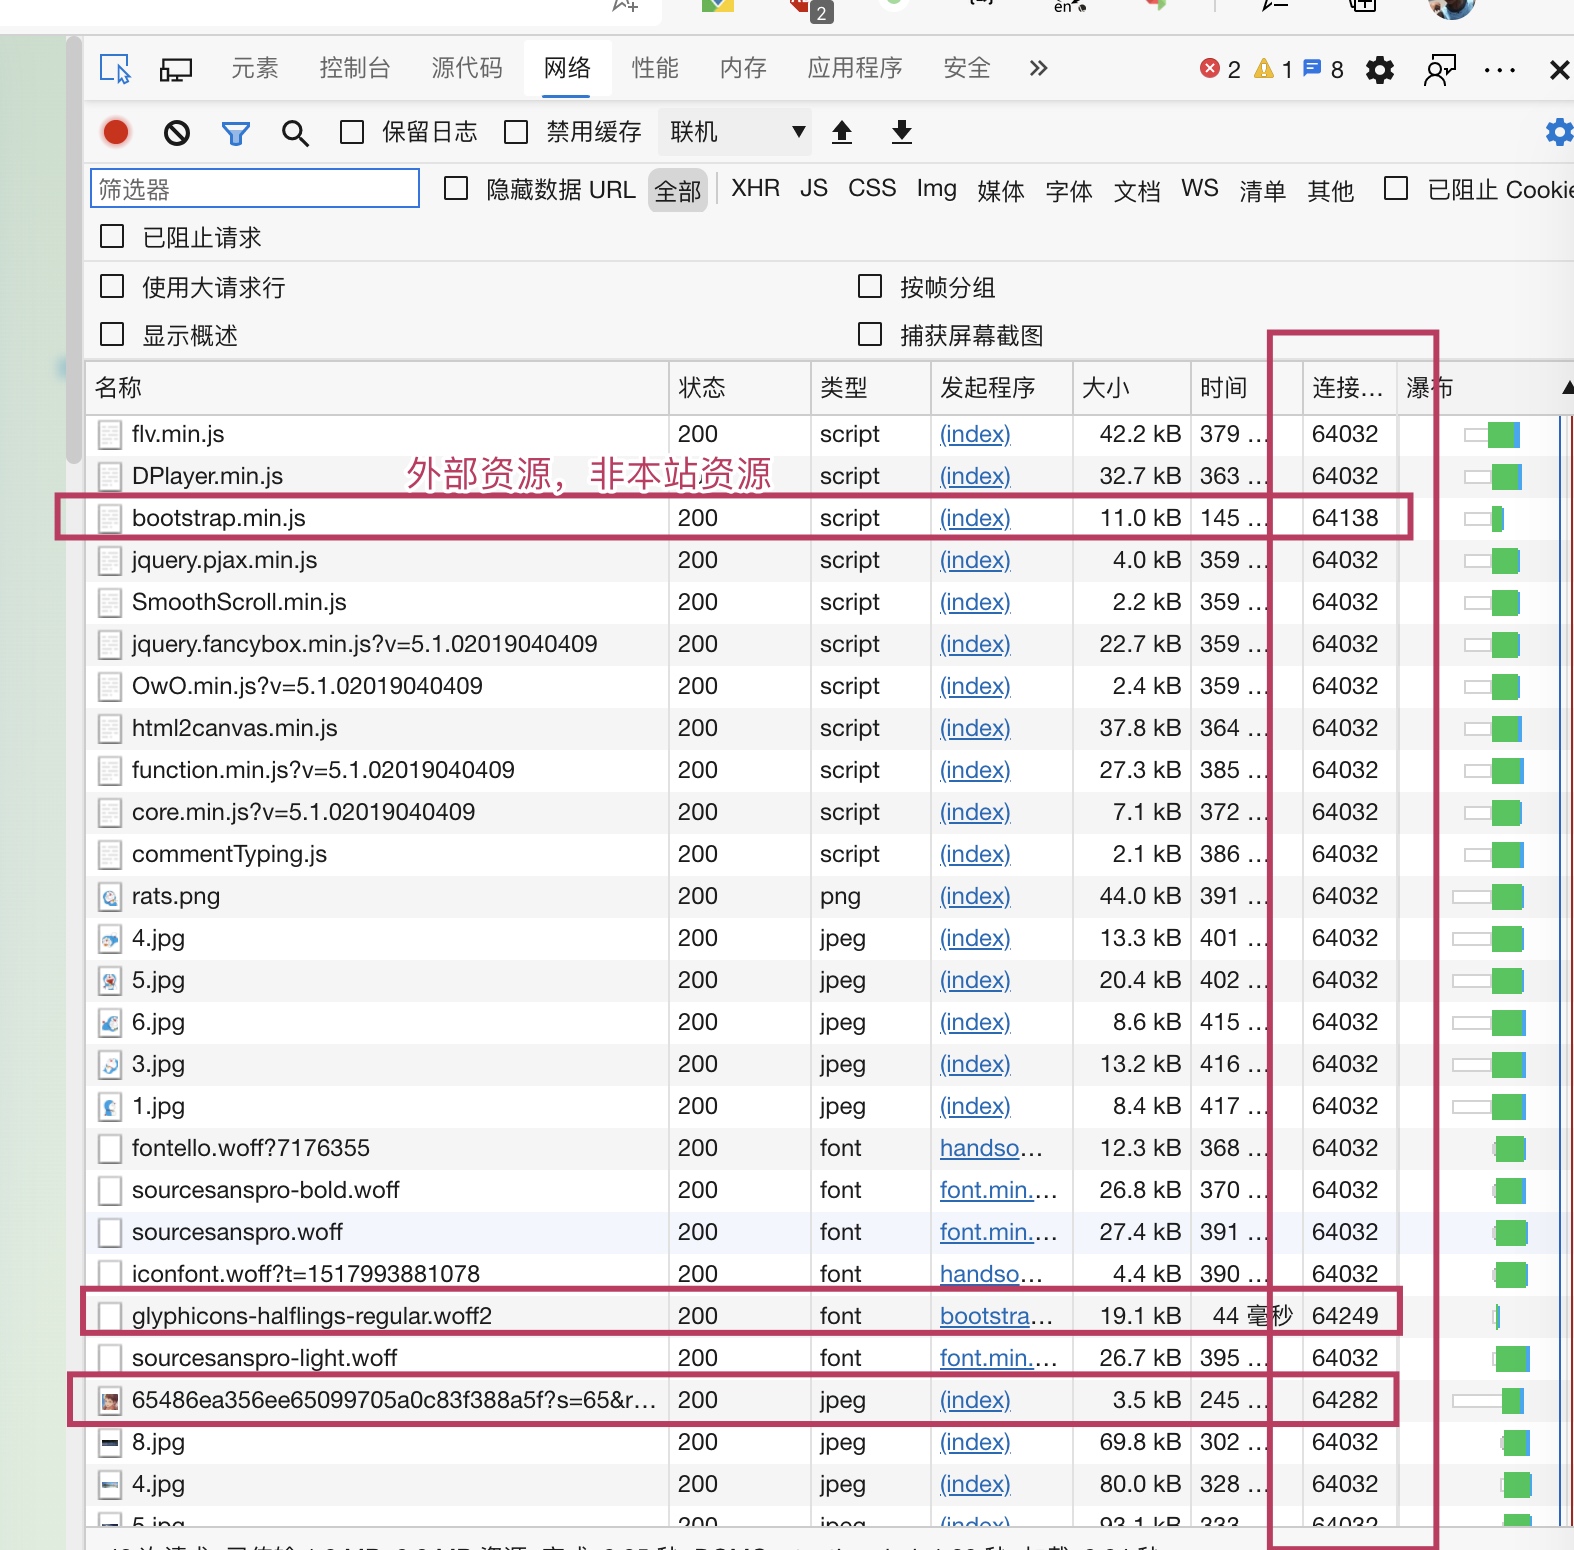 2
èn
元素 控制台 源代码 网络 性能 内存 应用程序 安全 2 1 8
保留日志 禁用缓存 联机
筛选器 隐藏数据 URL 全部 XHR JS CSS Img 媒体 字体 文档 WS 清单 其他 已阻止 Cookie
已阻止请求
使用大请求行 按帧分组
显示概述 捕获屏幕截图
名称 状态 类型 发起程序 大小 时间 连接... 瀑布
flv.min.js 200 script (index) 42.2 kB 379 ... 64032
DPlayer.min.js script (index) 32.7 kB 363 ... 64032
外部资源，非本站资源
bootstrap.min.js 200 script (index) 11.0 kB 145 ... 64138
jquery.pjax.min.js 200 script (index) 4.0 kB 359 ... 64032
SmoothScroll.min.js 200 script (index) 2.2 kB 359 ... 64032
jquery.fancybox.min.js?v=5.1.02019040409 200 script (index) 22.7 kB 359 ... 64032
OwO.min.js?v=5.1.02019040409 200 script (index) 2.4 kB 359 ... 64032
html2canvas.min.js 200 script (index) 37.8 kB 364 ... 64032
function.min.js?v=5.1.02019040409 200 script (index) 27.3 kB 385 ... 64032
core.min.js?v=5.1.02019040409 200 script (index) 7.1 kB 372 ... 64032
commentTyping.js 200 script (index) 2.1 kB 386 ... 64032
rats.png 200 png (index) 44.0 kB 391 ... 64032
4.jpg 200 jpeg (index) 13.3 kB 401 ... 64032
5.jpg 200 jpeg (index) 20.4 kB 402 ... 64032
6.jpg 200 jpeg (index) 8.6 kB 415 ... 64032
3.jpg 200 jpeg (index) 13.2 kB 416 ... 64032
1.jpg 200 jpeg (index) 8.4 kB 417 ... 64032
fontello.woff?7176355 200 font handso... 12.3 kB 368 ... 64032
sourcesanspro-bold.woff 200 font font.min.... 26.8 kB 370 ... 64032
sourcesanspro.woff 200 font font.min.... 27.4 kB 391 ... 64032
iconfont.woff?t=1517993881078 200 font handso... 4.4 kB 390 ... 64032
glyphicons-halflings-regular.woff2 200 font bootstra... 19.1 kB 44 毫秒 64249
sourcesanspro-light.woff 200 font font.min.... 26.7 kB 395 ... 64032
65486ea356ee65099705a0c83f388a5f?s=65&r... 200 jpeg (index) 3.5 kB 245 ... 64282
8.jpg 200 jpeg (index) 69.8 kB 302 ... 64032
4.jpg 200 jpeg (index) 80.0 kB 328 ... 64032
5.jpg 200 jpeg (index) 93.1 kB 333 ... 64032